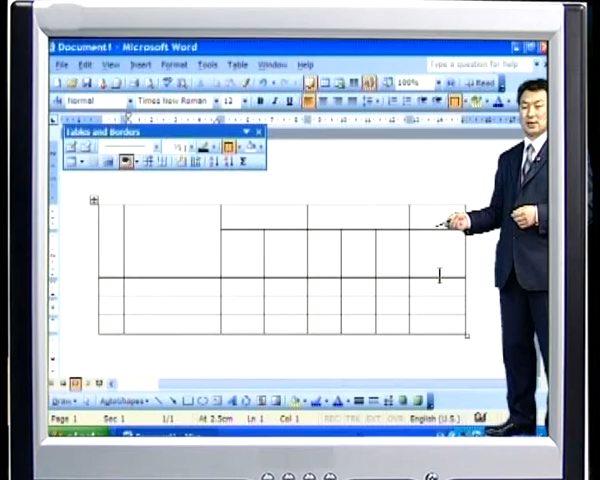 Document1 - Microsoft Word
File Edit View Insert Format Tools Table Window Help
Type a question for help
100%
Read
Normal
Times New Roman
12
Tables and Borders
Draw
AutoShapes
Page 1 Sec 1 1/1 At 2.5cm Ln 1 Col 1 REC TRK EXT OVR English (U.S.)